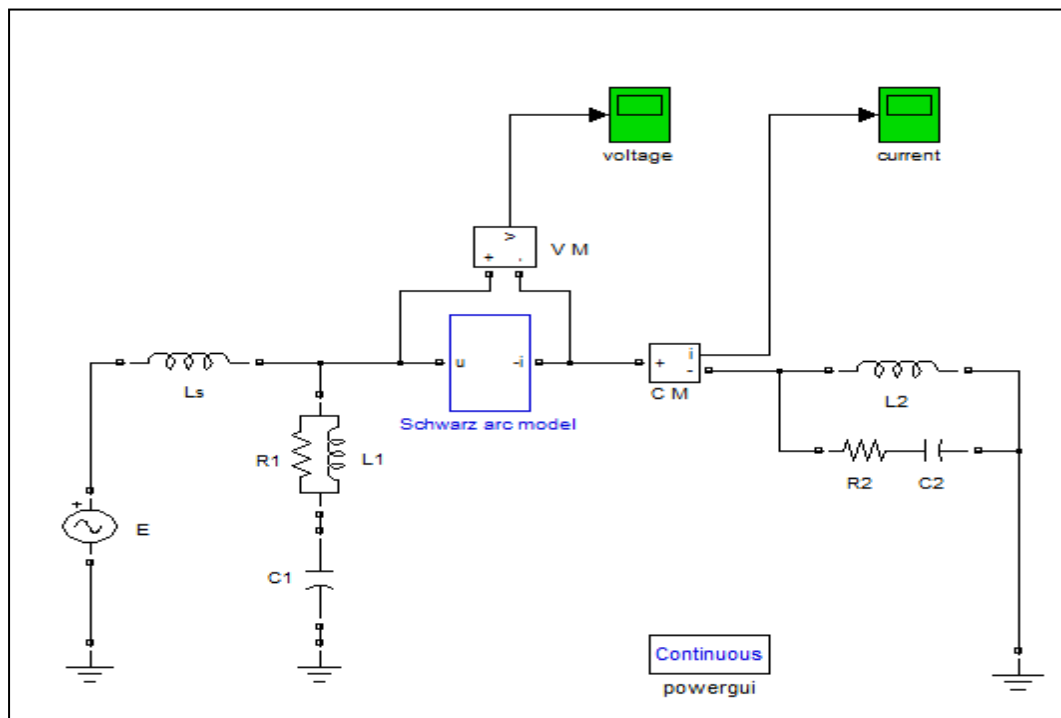 voltage
current
>
+ -
V M
u -i
+ i
-
C M
Ls
L2
Schwarz arc model
R1 L1
R2 C2
+
E
C1
Continuous
powergui